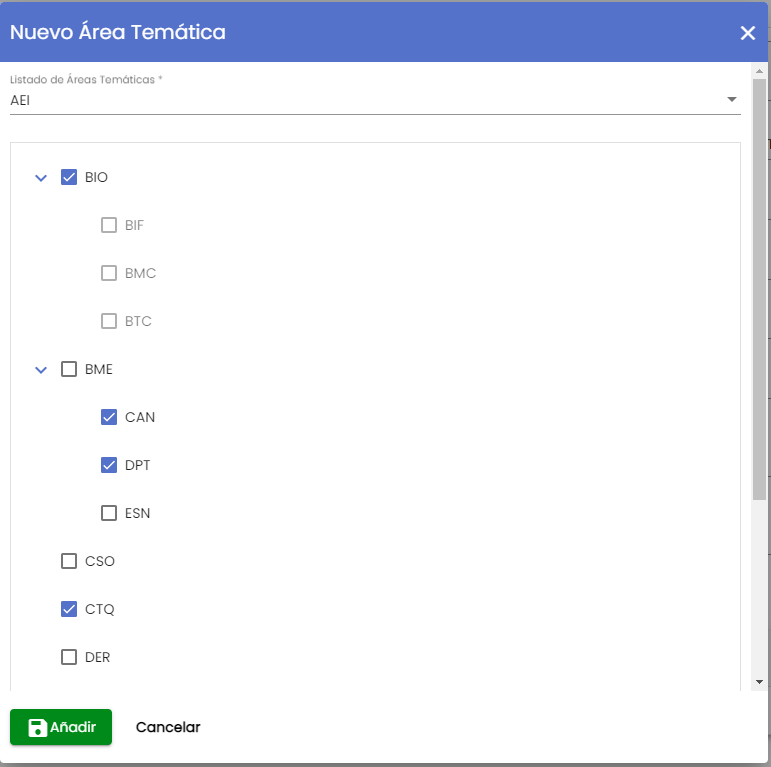 Nuevo Área Temática
Listado de Áreas Temáticas *
AEI
BIO
BIF
BMC
BTC
BME
CAN
DPT
ESN
CSO
CTQ
DER
Añadir Cancelar